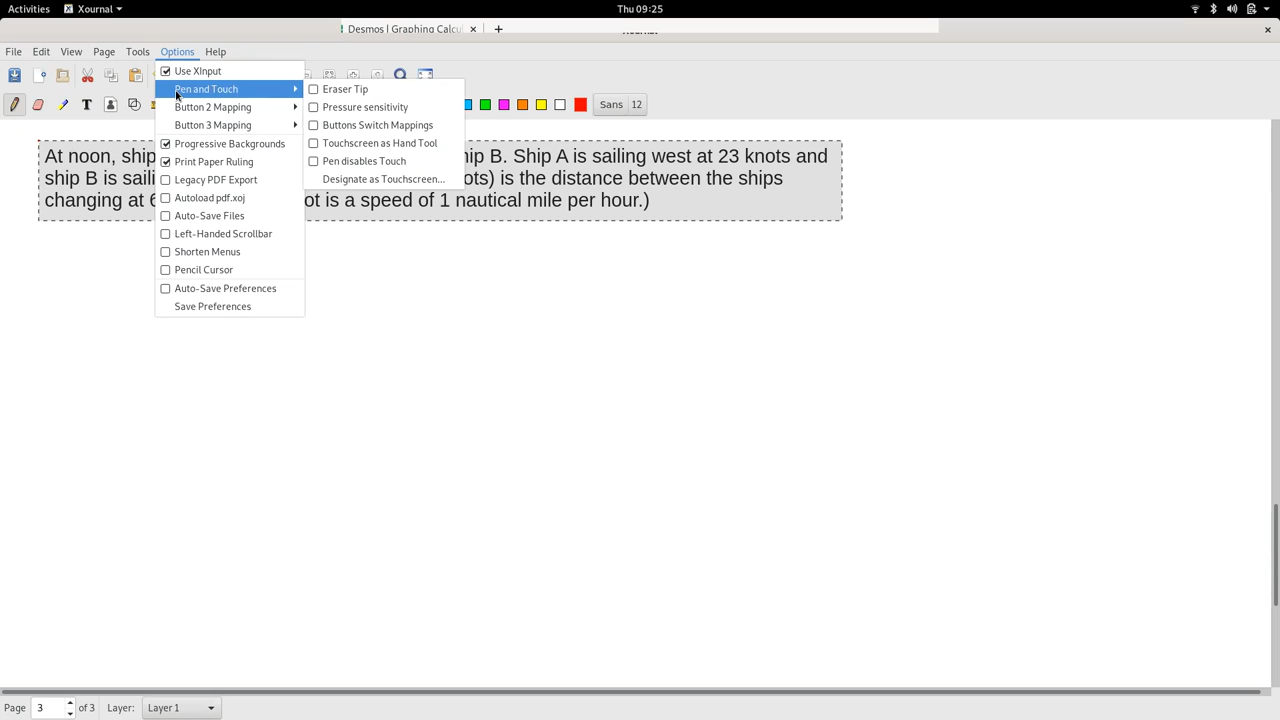 Activities Xournal Thu 09:25
Desmos | Graphing Calcu
File Edit View Page Tools Options Help
Use XInput
Pen and Touch
Button 2 Mapping
Button 3 Mapping
Progressive Backgrounds
Print Paper Ruling
Legacy PDF Export
Autoload pdf.xoj
Auto-Save Files
Left-Handed Scrollbar
Shorten Menus
Pencil Cursor
Auto-Save Preferences
Save Preferences
Eraser Tip
Pressure sensitivity
Buttons Switch Mappings
Touchscreen as Hand Tool
Pen disables Touch
Designate as Touchscreen...
Sans 12
At noon, ship B. Ship A is sailing west at 23 knots and
ship B is sail ots) is the distance between the ships
changing at 6 ot is a speed of 1 nautical mile per hour.)
Page 3 of 3 Layer: Layer 1